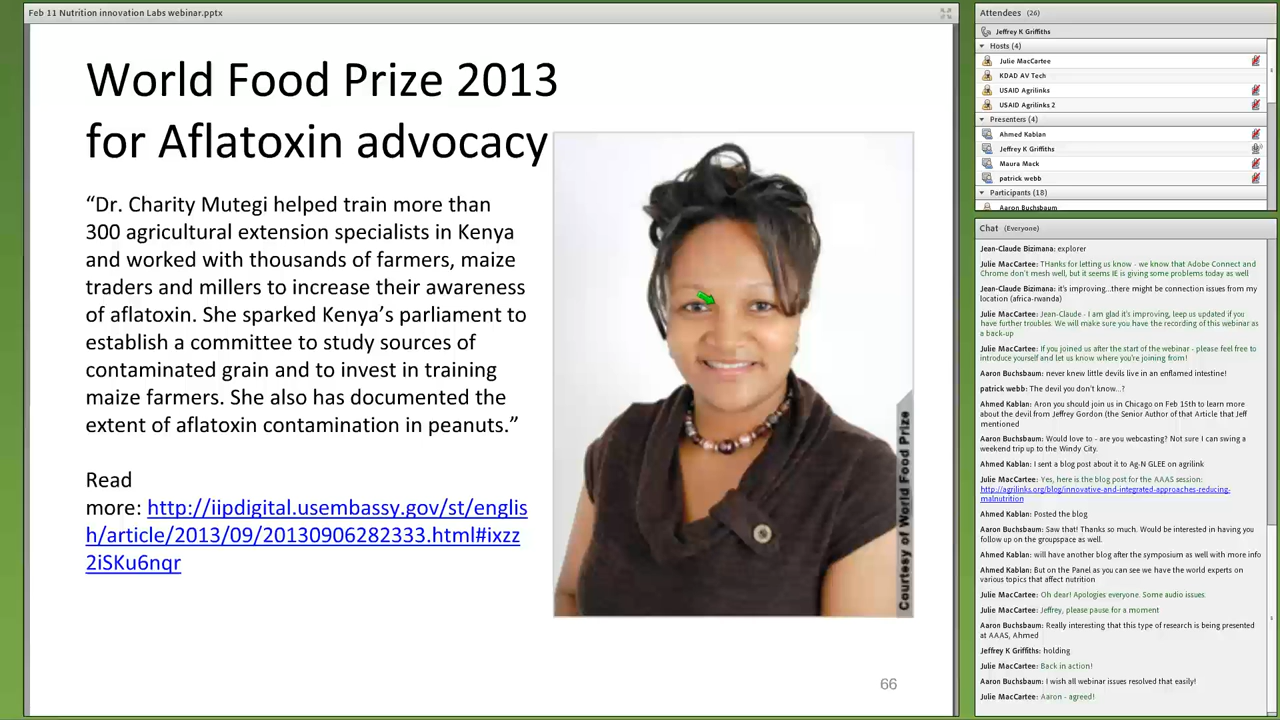 Feb 11 Nutrition innovation Labs webinar.pptx
World Food Prize 2013
for Aflatoxin advocacy
“Dr. Charity Mutegi helped train more than
300 agricultural extension specialists in Kenya
and worked with thousands of farmers, maize
traders and millers to increase their awareness
of aflatoxin. She sparked Kenya’s parliament to
establish a committee to study sources of
contaminated grain and to invest in training
maize farmers. She also has documented the
extent of aflatoxin contamination in peanuts.”
Read
more: http://iipdigital.usembassy.gov/st/englis
h/article/2013/09/20130906282333.html#ixzz
2iSKu6nqr
Courtesy of World Food Prize
66
Attendees (26)
Jeffrey K Griffiths
Hosts (4)
Julie MacCartee
KDAD AV Tech
USAID Agrilinks
USAID Agrilinks 2
Presenters (4)
Ahmed Kablan
Jeffrey K Griffiths
Maura Mack
patrick webb
Participants (18)
Aaron Buchsbaum
Chat (Everyone)
Jean-Claude Bizimana: explorer
Julie MacCartee: THanks for letting us know - we know that Adobe Connect and
Chrome don't mesh well, but it seems IE is giving some problems today as well
Jean-Claude Bizimana: it's improving...there might be connection issues from my
location (africa-rwanda)
Julie MacCartee: Jean-Claude - I am glad it's improving, leep us updated if you
have further troubles. We will make sure you have the recording of this webinar as
a back-up
Julie MacCartee: If you joined us after the start of the webinar - please feel free to
introduce yourself and let us know where you're joining from!
Aaron Buchsbaum: never knew little devils live in an enflamed intestine!
patrick webb: The devil you don't know...?
Ahmed Kablan: Aron you should join us in Chicago on Feb 15th to learn more
about the devil from Jeffrey Gordon (the Senior Author of that Article that Jeff
mentioned
Aaron Buchsbaum: Would love to - are you webcasting? Not sure I can swing a
weekend trip up to the Windy City.
Ahmed Kablan: I sent a blog post about it to Ag-N GLEE on agrilink
Julie MacCartee: Yes, here is the blog post for the AAAS session:
http://agrilinks.org/blog/innovative-and-integrated-approaches-reducing-
malnutrition
Ahmed Kablan: Posted the blog
Aaron Buchsbaum: Saw that! Thanks so much. Would be interested in having you
follow up on the groupspace as well.
Ahmed Kablan: will have another blog after the symposium as well with more info
Ahmed Kablan: But on the Panel as you can see we have the world experts on
various topics that affect nutrition
Julie MacCartee: Oh dear! Apologies everyone. Some audio issues.
Julie MacCartee: Jeffrey, please pause for a moment
Aaron Buchsbaum: Really interesting that this type of research is being presented
at AAAS, Ahmed
Jeffrey K Griffiths: holding
Julie MacCartee: Back in action!
Aaron Buchsbaum: I wish all webinar issues resolved that easily!
Julie MacCartee: Aaron - agreed!